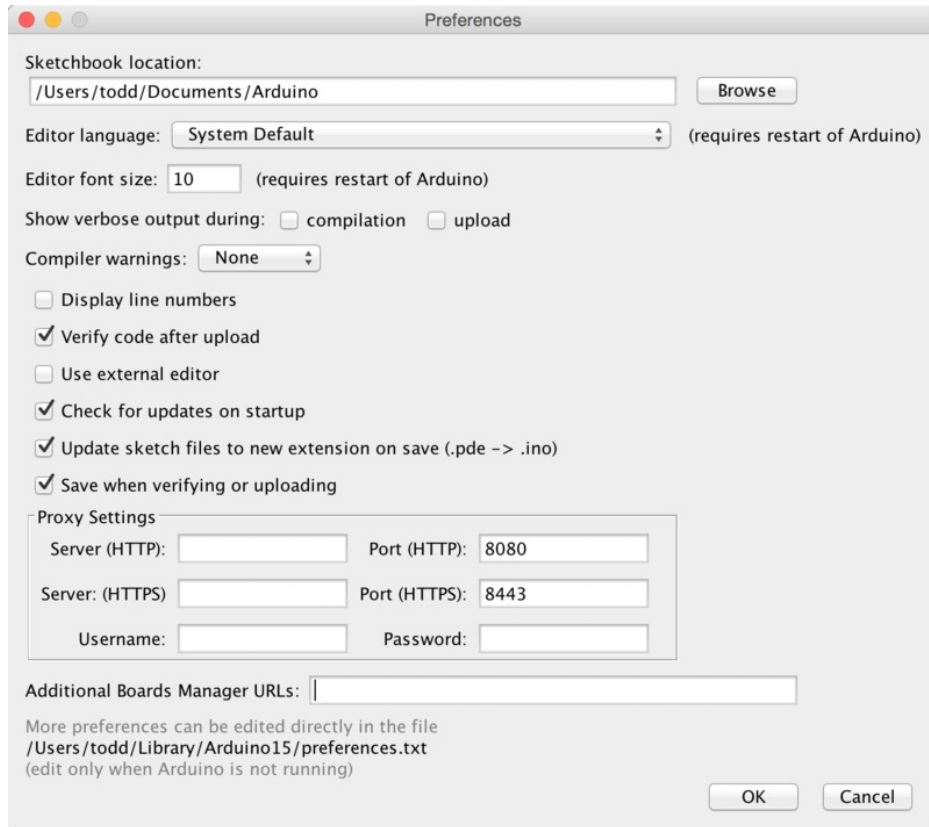 Preferences
Sketchbook location:
/Users/todd/Documents/Arduino Browse
Editor language: System Default (requires restart of Arduino)
Editor font size: 10 (requires restart of Arduino)
Show verbose output during: compilation upload
Compiler warnings: None
Display line numbers
Verify code after upload
Use external editor
Check for updates on startup
Update sketch files to new extension on save (.pde -> .ino)
Save when verifying or uploading
Proxy Settings
Server (HTTP): Port (HTTP): 8080
Server: (HTTPS) Port (HTTPS): 8443
Username: Password:
Additional Boards Manager URLs:
More preferences can be edited directly in the file
/Users/todd/Library/Arduino15/preferences.txt
(edit only when Arduino is not running)
OK Cancel